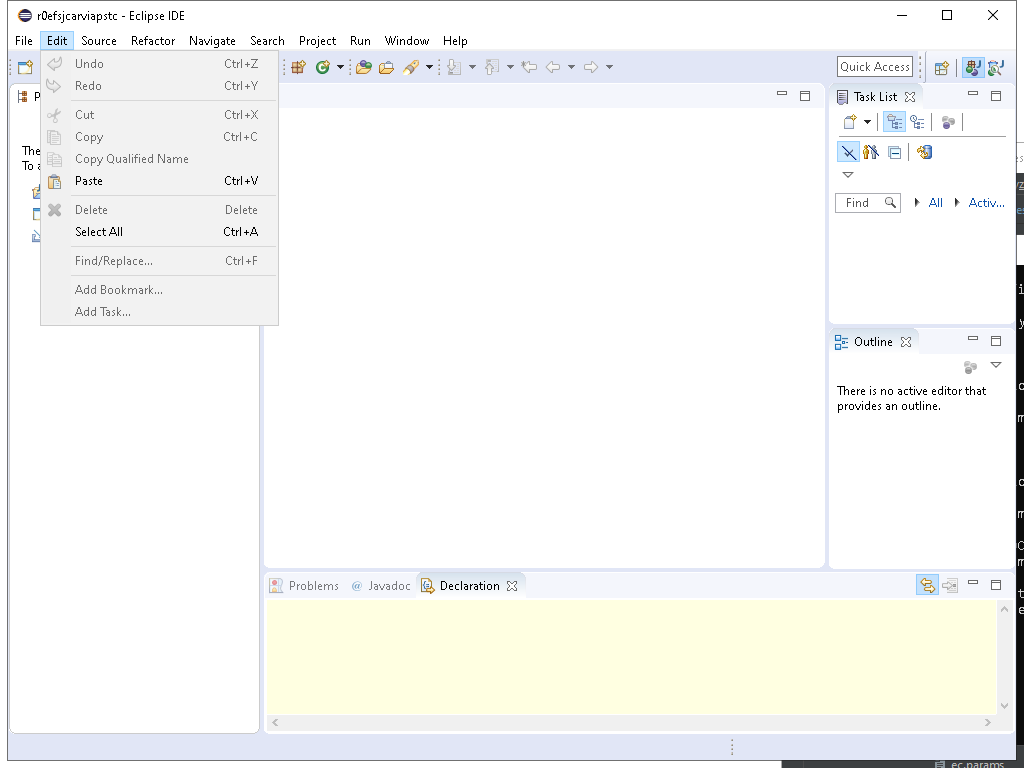 r0efsjcarviapstc - Eclipse IDE
File Edit Source Refactor Navigate Search Project Run Window Help
Quick Access
Undo Ctrl+Z
Redo Ctrl+Y
Cut Ctrl+X
Copy Ctrl+C
Copy Qualified Name
Paste Ctrl+V
Delete Delete
Select All Ctrl+A
Find/Replace... Ctrl+F
Add Bookmark...
Add Task...
P
The
To a
Task List
Find All Activ...
Outline
There is no active editor that
provides an outline.
Problems @ Javadoc Declaration
ec.params